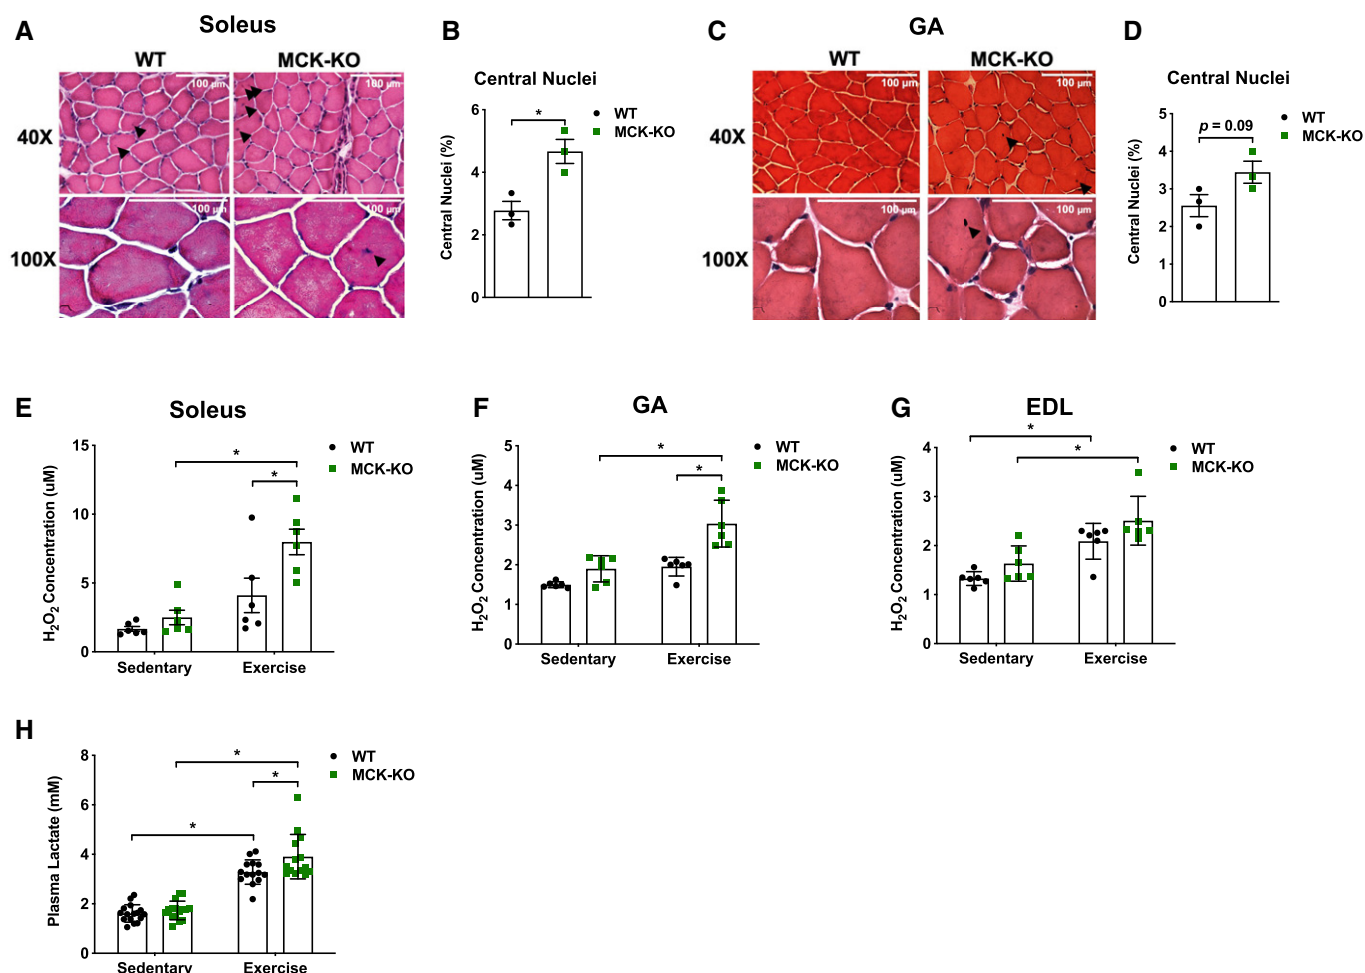 A
Soleus
WT
MCK-KO
40X
100 µm
100 µm
100X
100 µm
100 µm
B
Central Nuclei
Central Nuclei (%)
6
4
2
0
*
WT
MCK-KO
C
GA
WT
MCK-KO
40X
100 µm
100 µm
100X
100 µm
100 µm
D
Central Nuclei
Central Nuclei (%)
5
4
3
2
1
0
p = 0.09
WT
MCK-KO
E
Soleus
H₂O₂ Concentration (uM)
15
10
5
0
*
*
WT
MCK-KO
Sedentary
Exercise
F
GA
H₂O₂ Concentration (uM)
5
4
3
2
1
0
*
*
WT
MCK-KO
Sedentary
Exercise
G
EDL
H₂O₂ Concentration (uM)
4
3
2
1
0
*
*
WT
MCK-KO
Sedentary
Exercise
H
Plasma Lactate (mM)
8
6
4
2
0
*
*
*
WT
MCK-KO
Sedentary
Exercise